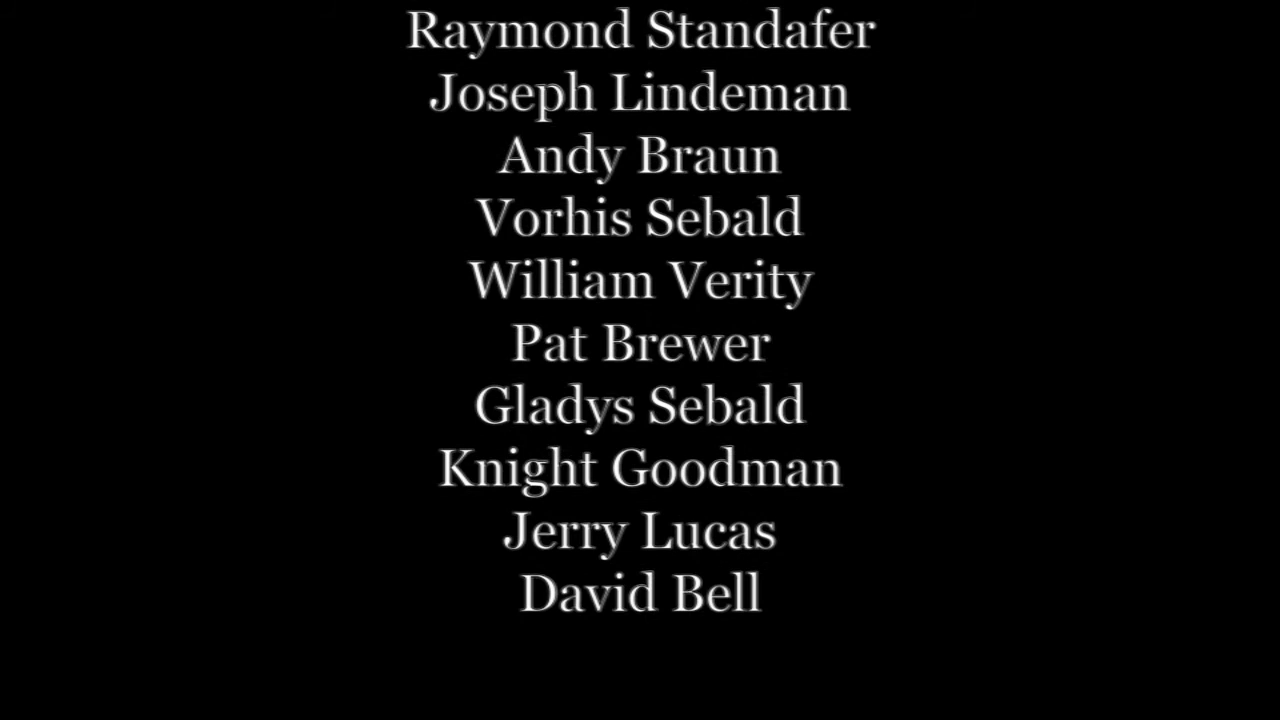 Raymond Standafer
Joseph Lindeman
Andy Braun
Vorhis Sebald
William Verity
Pat Brewer
Gladys Sebald
Knight Goodman
Jerry Lucas
David Bell